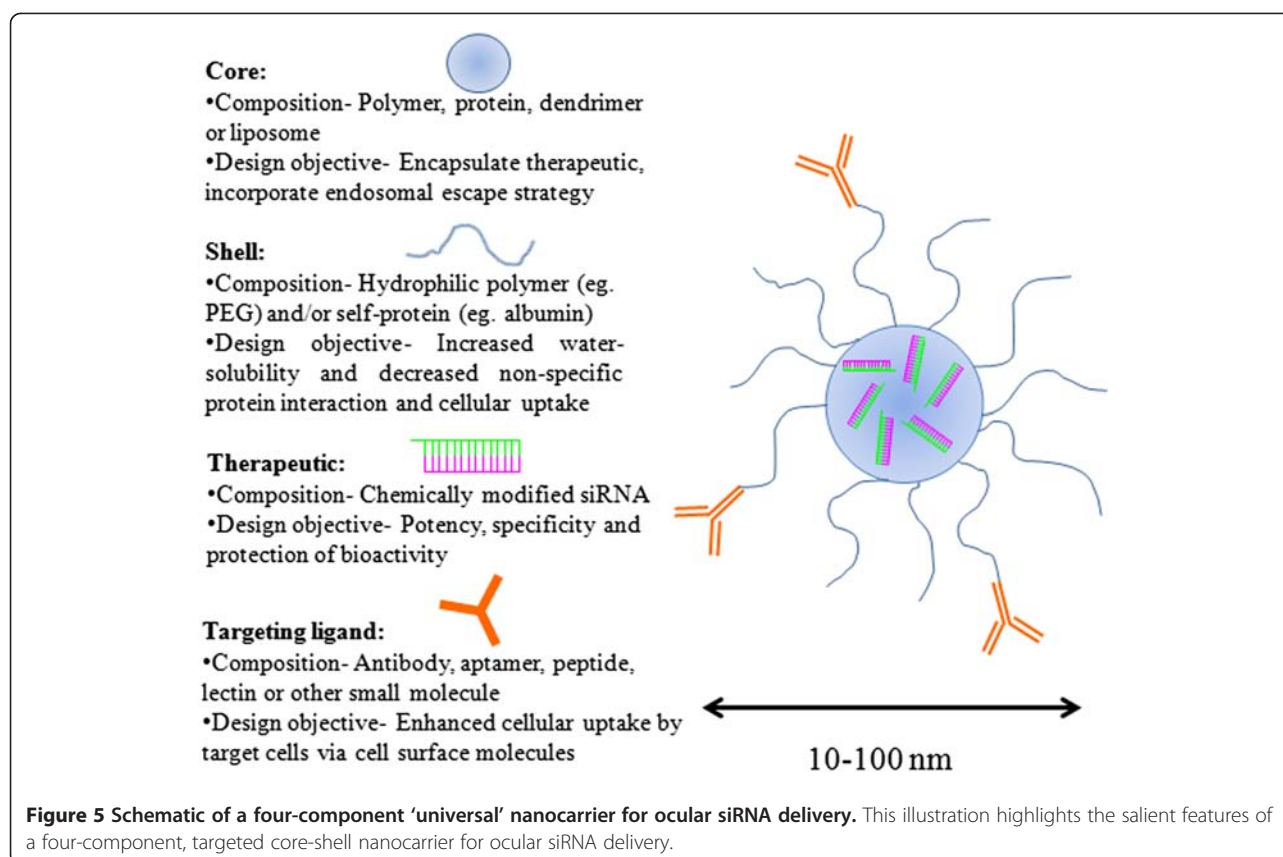 Core:
•Composition- Polymer, protein, dendrimer
or liposome
•Design objective- Encapsulate therapeutic,
incorporate endosomal escape strategy
Shell:
•Composition- Hydrophilic polymer (eg.
PEG) and/or self-protein (eg. albumin)
•Design objective- Increased water-
solubility and decreased non-specific
protein interaction and cellular uptake
Therapeutic:
•Composition- Chemically modified siRNA
•Design objective- Potency, specificity and
protection of bioactivity
Targeting ligand:
•Composition- Antibody, aptamer, peptide,
lectin or other small molecule
•Design objective- Enhanced cellular uptake by
target cells via cell surface molecules
10-100 nm
Figure 5 Schematic of a four-component ‘universal’ nanocarrier for ocular siRNA delivery. This illustration highlights the salient features of
a four-component, targeted core-shell nanocarrier for ocular siRNA delivery.